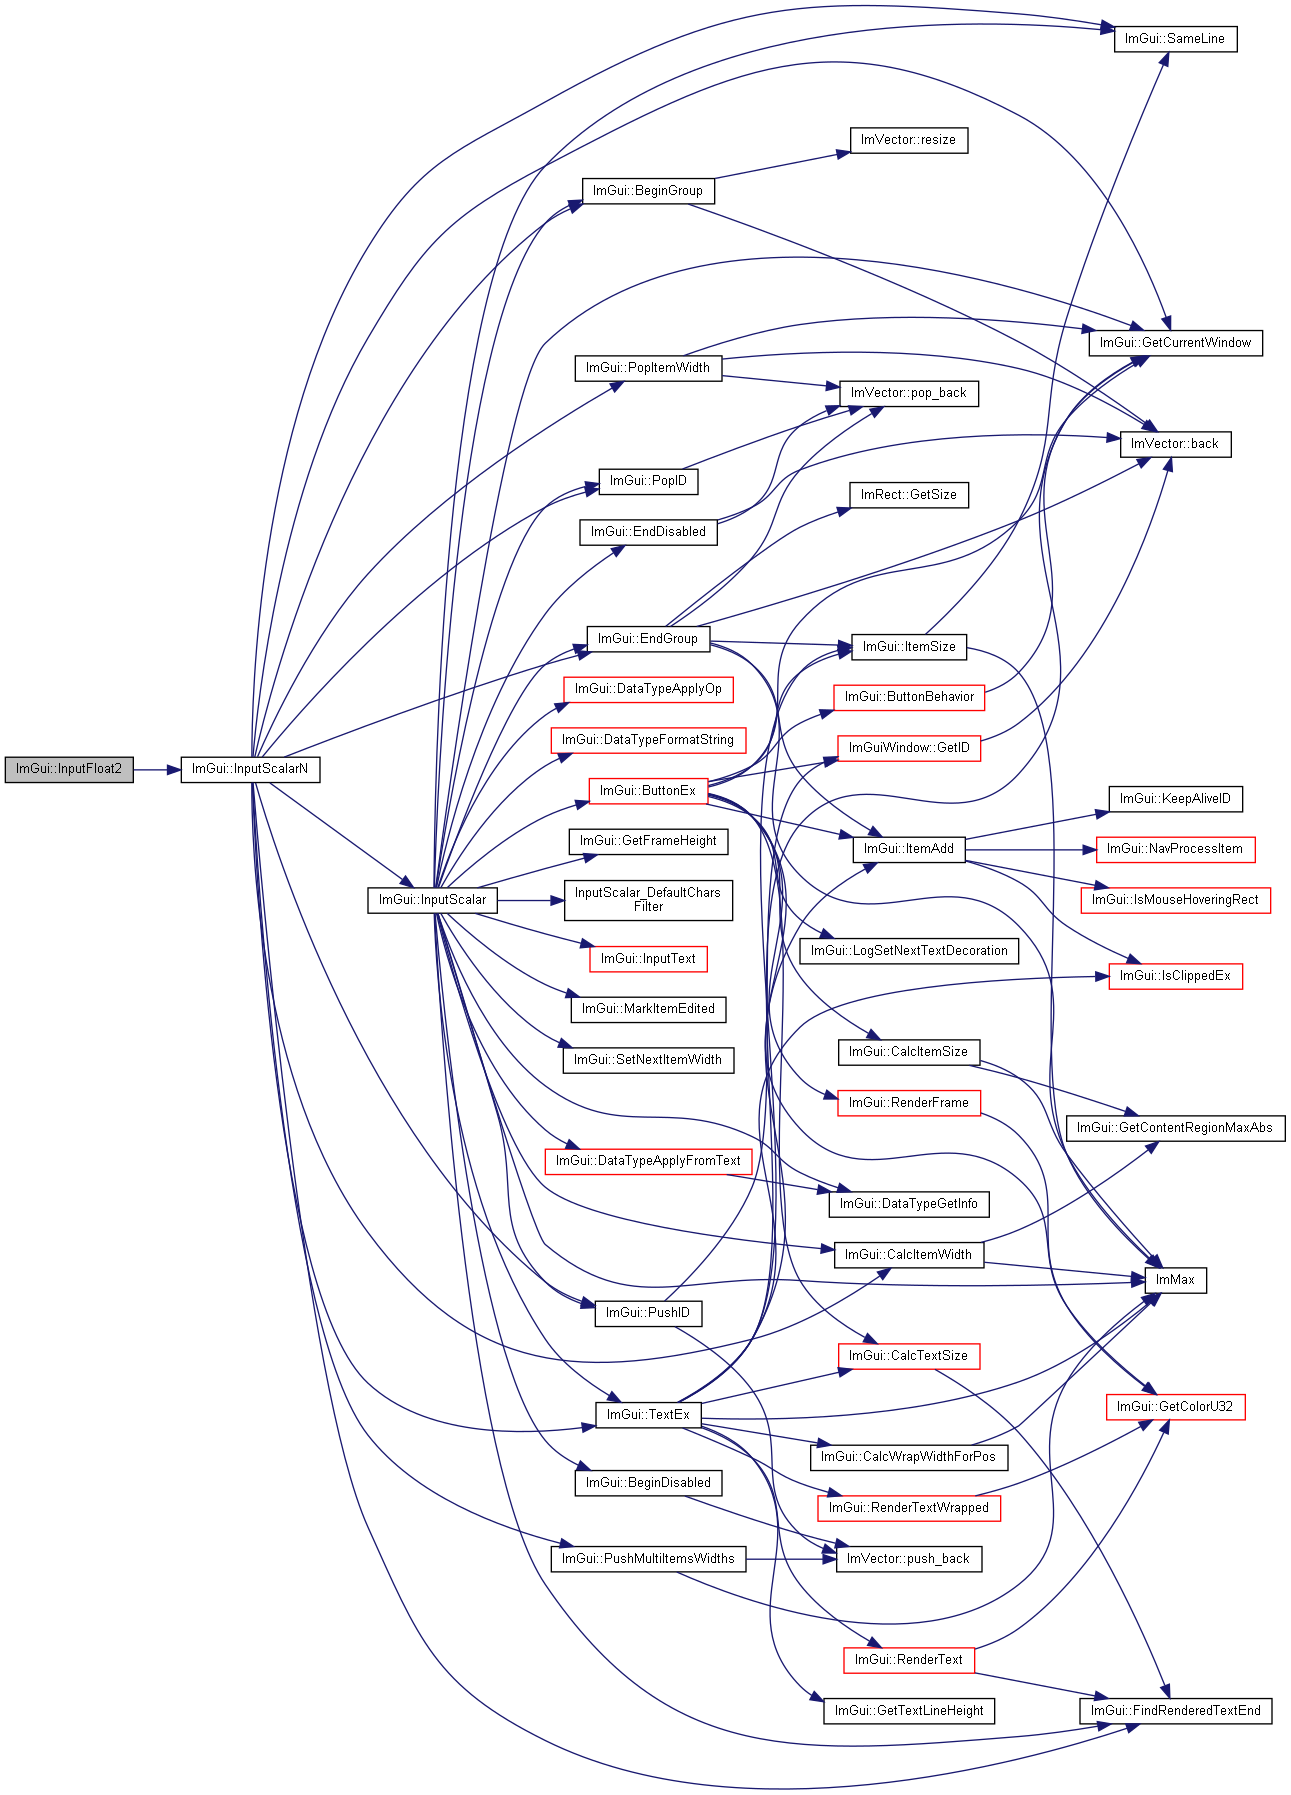 ImGui::SameLine
ImVector::resize
ImGui::BeginGroup
ImGui::GetCurrentWindow
ImGui::PopItemWidth
ImVector::pop_back
ImVector::back
ImGui::PopID
ImRect::GetSize
ImGui::EndDisabled
ImGui::EndGroup
ImGui::ItemSize
ImGui::DataTypeApplyOp
ImGui::ButtonBehavior
ImGui::DataTypeFormatString
ImGuiWindow::GetID
ImGui::InputFloat2
ImGui::InputScalarN
ImGui::ButtonEx
ImGui::KeepAliveID
ImGui::GetFrameHeight
ImGui::ItemAdd
ImGui::NavProcessItem
ImGui::InputScalar
InputScalar_DefaultChars
Filter
ImGui::IsMouseHoveringRect
ImGui::InputText
ImGui::LogSetNextTextDecoration
ImGui::IsClippedEx
ImGui::MarkItemEdited
ImGui::SetNextItemWidth
ImGui::CalcItemSize
ImGui::RenderFrame
ImGui::GetContentRegionMaxAbs
ImGui::DataTypeApplyFromText
ImGui::DataTypeGetInfo
ImGui::CalcItemWidth
ImMax
ImGui::PushID
ImGui::CalcTextSize
ImGui::TextEx
ImGui::GetColorU32
ImGui::CalcWrapWidthForPos
ImGui::BeginDisabled
ImGui::RenderTextWrapped
ImGui::PushMultiItemsWidths
ImVector::push_back
ImGui::RenderText
ImGui::GetTextLineHeight
ImGui::FindRenderedTextEnd